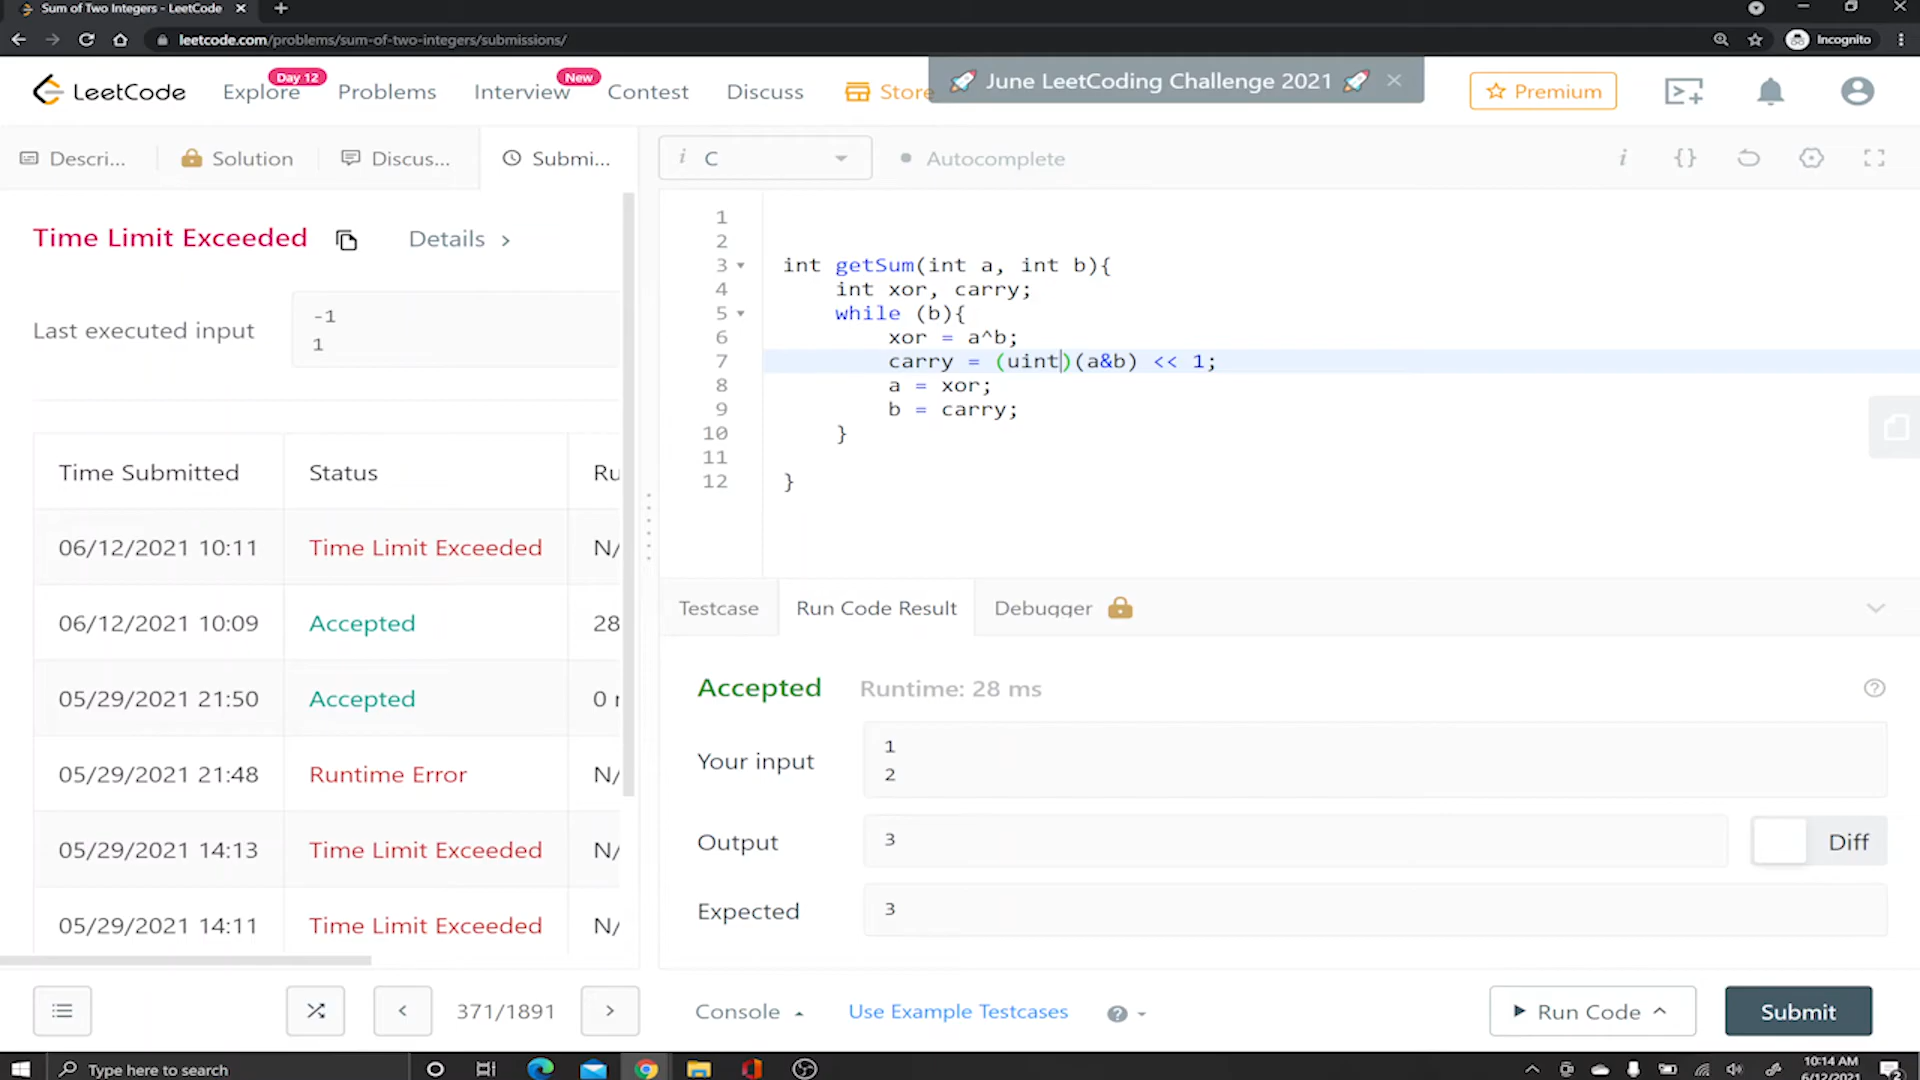 Sum of Two Integers - LeetCode
leetcode.com/problems/sum-of-two-integers/submissions/
Incognito
LeetCode
Explore
Day 12
Problems
Interview
New
Contest
Discuss
Store
🚀 June LeetCoding Challenge 2021 🚀
Premium
Descri...
Solution
Discus...
Submi...
i C
Autocomplete
Time Limit Exceeded
Details >
Last executed input
-1
1
Time Submitted Status Ru
06/12/2021 10:11 Time Limit Exceeded N/
06/12/2021 10:09 Accepted 28
05/29/2021 21:50 Accepted 0 r
05/29/2021 21:48 Runtime Error N/
05/29/2021 14:13 Time Limit Exceeded N/
05/29/2021 14:11 Time Limit Exceeded N/
371/1891
1
2
3 int getSum(int a, int b){
4 int xor, carry;
5 while (b){
6 xor = a^b;
7 carry = (uint)(a&b) << 1;
8 a = xor;
9 b = carry;
10 }
11
12 }
Testcase
Run Code Result
Debugger
Accepted Runtime: 28 ms
Your input
1
2
Output
3
Diff
Expected
3
Console
Use Example Testcases
Run Code
Submit
Type here to search
10:14 AM
6/12/2021
2